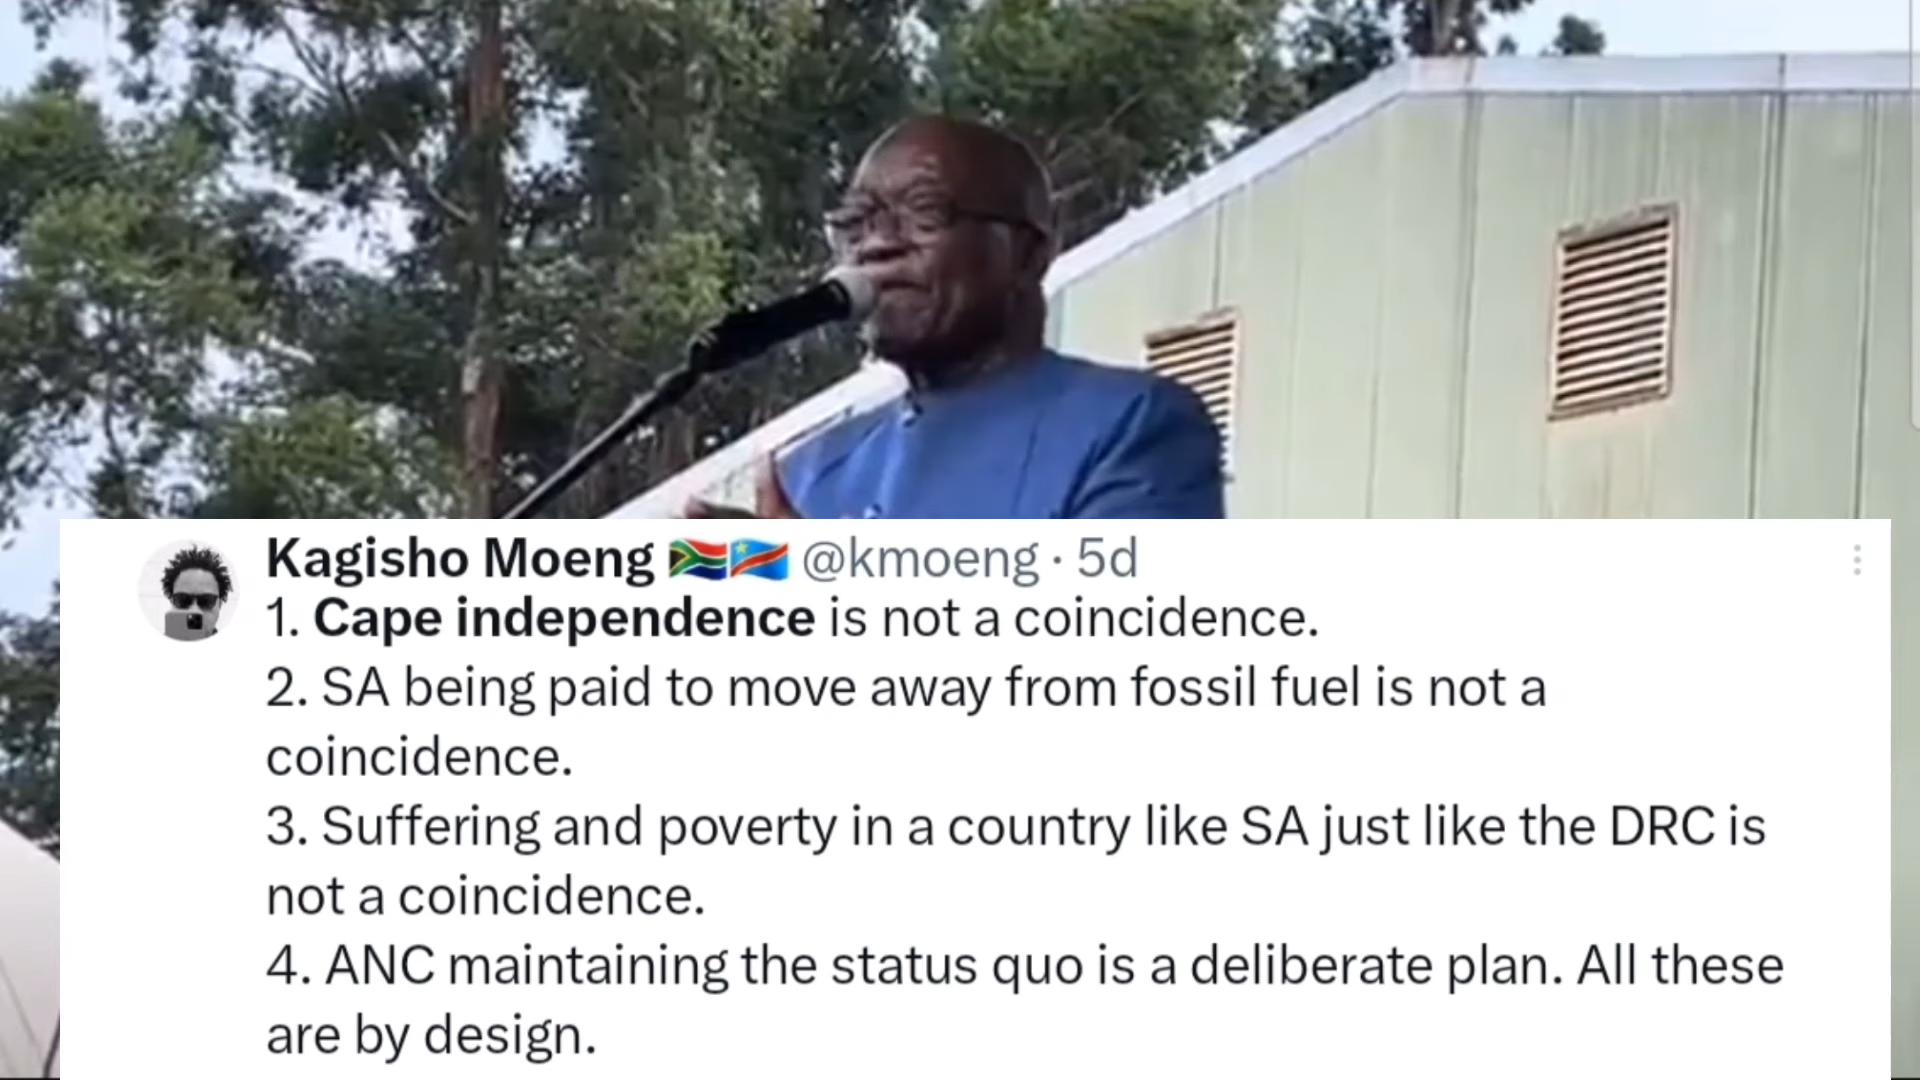 Kagisho Moeng 🇿🇦🇨🇩 @kmoeng · 5d
1. Cape independence is not a coincidence.
2. SA being paid to move away from fossil fuel is not a
coincidence.
3. Suffering and poverty in a country like SA just like the DRC is
not a coincidence.
4. ANC maintaining the status quo is a deliberate plan. All these
are by design.